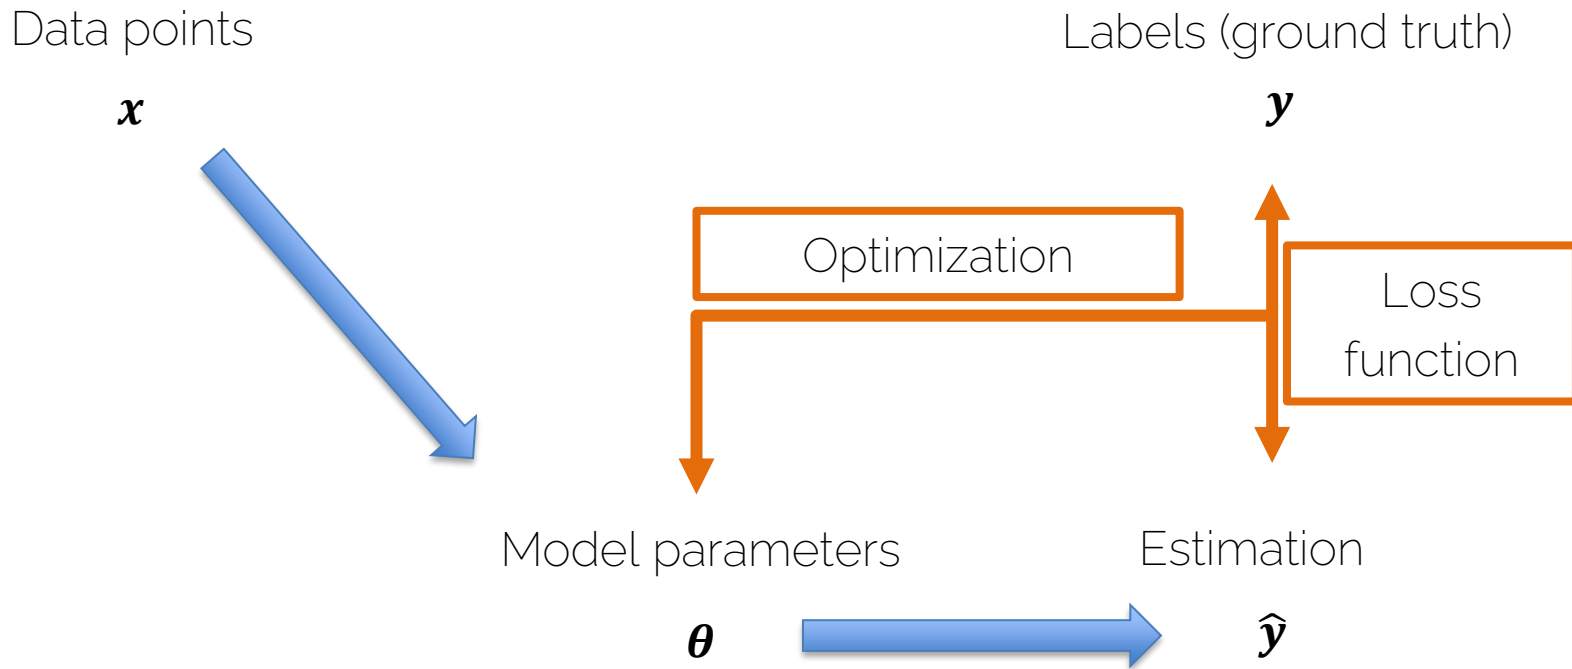 Data points
x
Labels (ground truth)
y
Optimization
Loss
function
Model parameters
θ
Estimation
ŷ